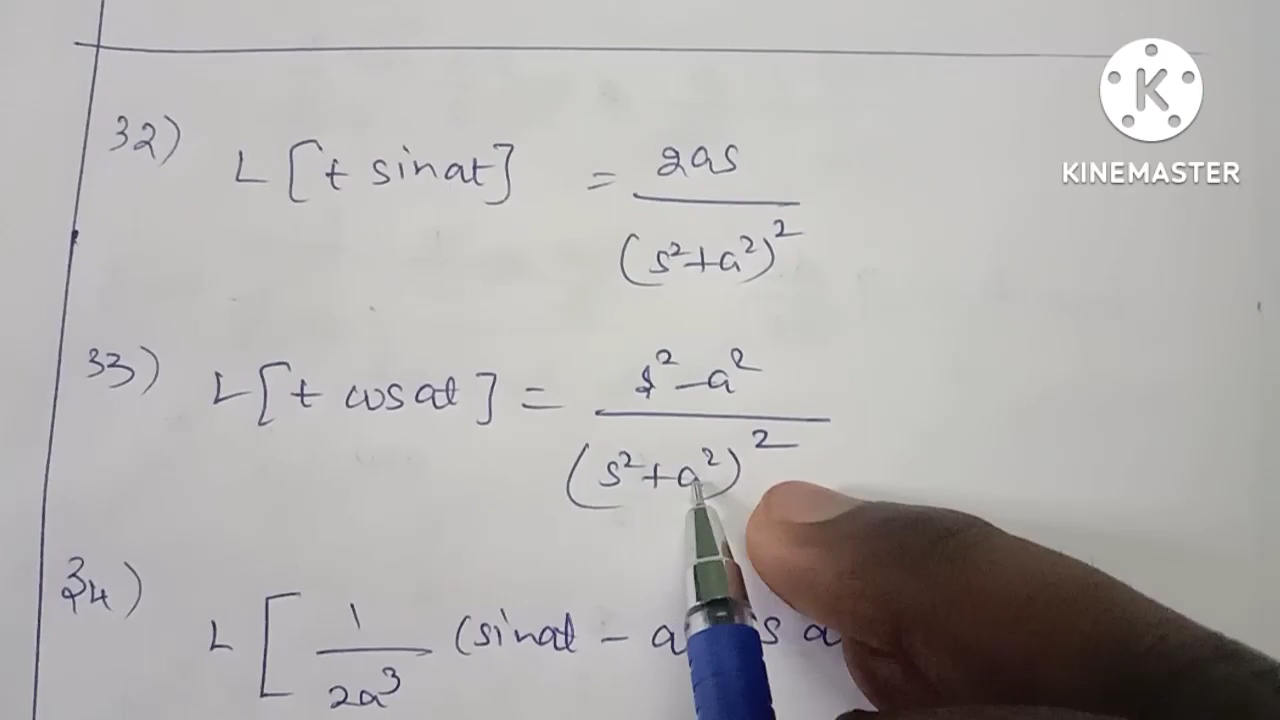 32) L[t sinat] = 2as / (s²+a²)²
K
KINEMASTER
33) L[t cosat] = s²-a² / (s²+a²)²
34) L[ 1 / 2a³ (sinat - a